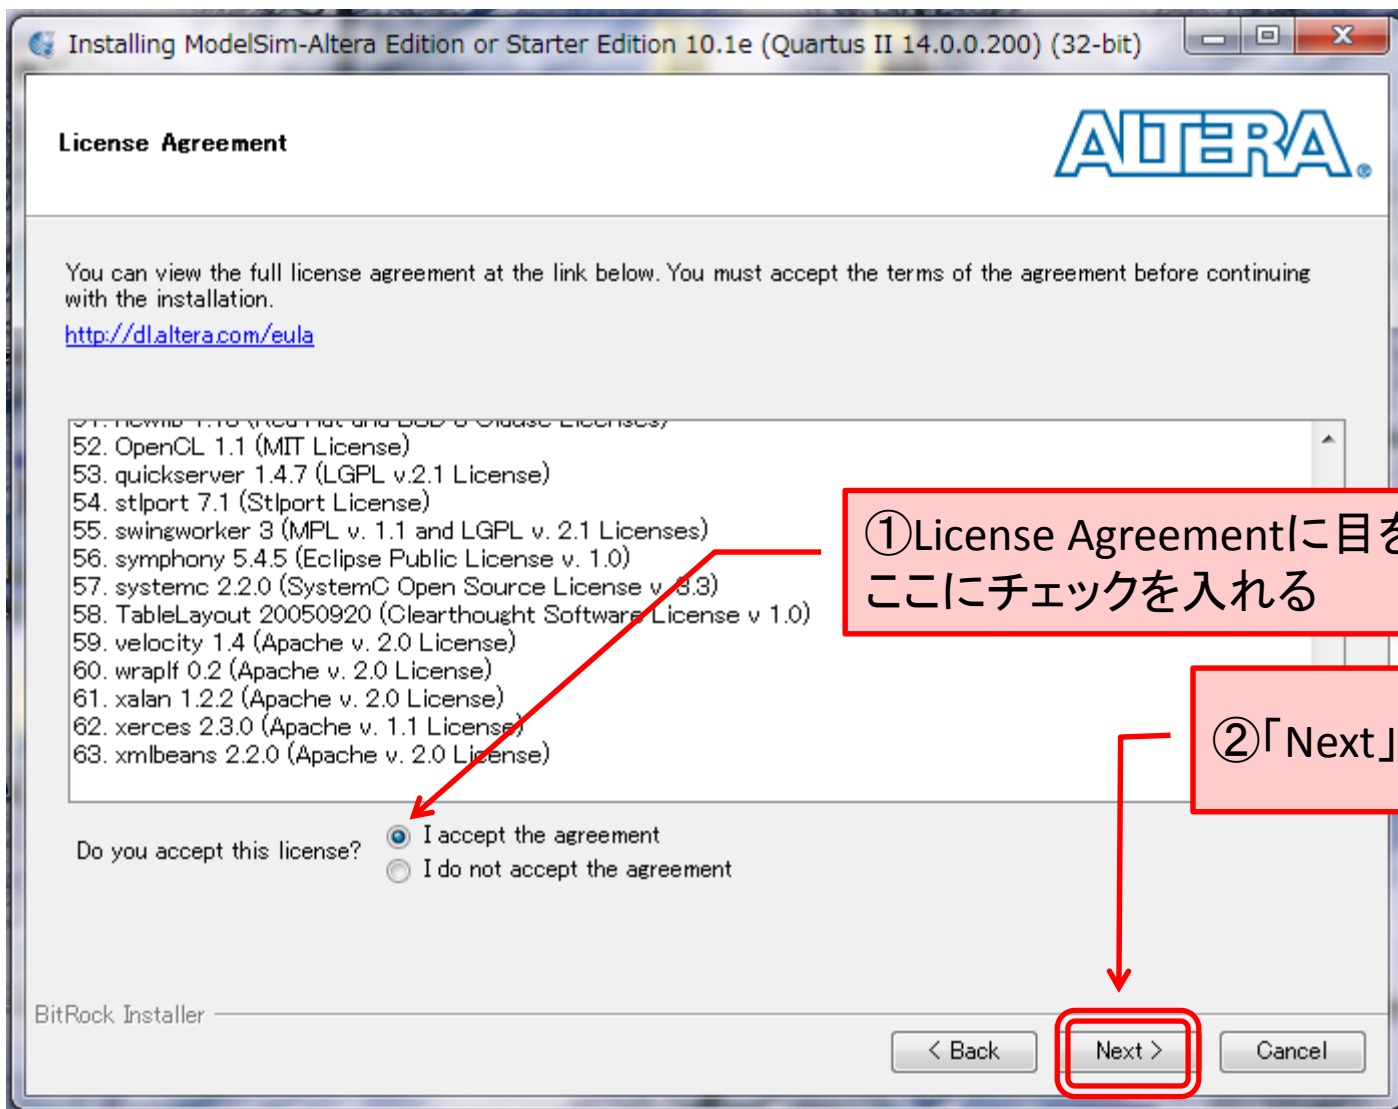 Installing ModelSim-Altera Edition or Starter Edition 10.1e (Quartus II 14.0.0.200) (32-bit)
License Agreement
ALTERA®
You can view the full license agreement at the link below. You must accept the terms of the agreement before continuing
with the installation.
http://dl.altera.com/eula
52. OpenCL 1.1 (MIT License)
53. quickserver 1.4.7 (LGPL v.2.1 License)
54. stlport 7.1 (Stlport License)
55. swingworker 3 (MPL v. 1.1 and LGPL v. 2.1 Licenses)
56. symphony 5.4.5 (Eclipse Public License v. 1.0)
57. systemc 2.2.0 (SystemC Open Source License v. 3.3)
58. TableLayout 20050920 (Clearthought Software License v 1.0)
59. velocity 1.4 (Apache v. 2.0 License)
60. wraplf 0.2 (Apache v. 2.0 License)
61. xalan 1.2.2 (Apache v. 2.0 License)
62. xerces 2.3.0 (Apache v. 1.1 License)
63. xmlbeans 2.2.0 (Apache v. 2.0 License)
①License Agreementに目を
ここにチェックを入れる
②「Next」
Do you accept this license?
I accept the agreement
I do not accept the agreement
BitRock Installer
< Back
Next >
Cancel